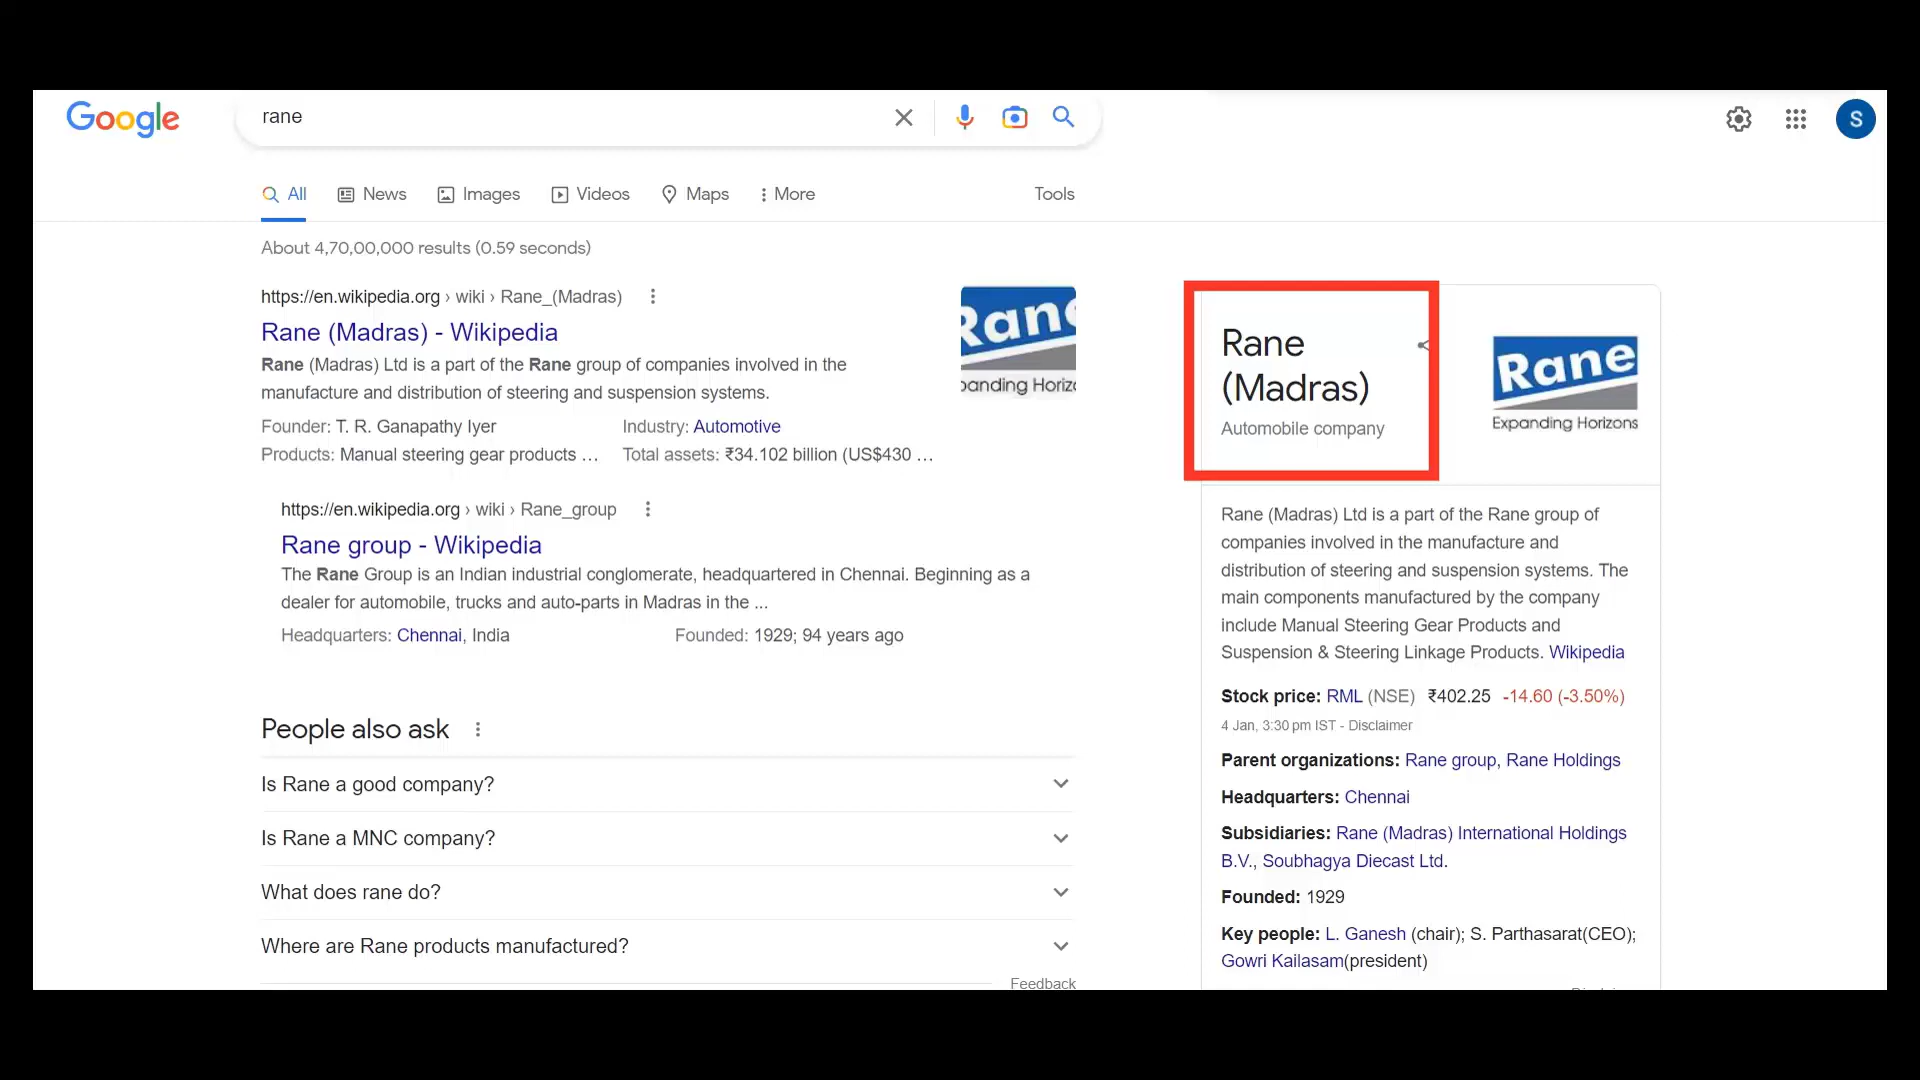 Google
rane
S
All
News
Images
Videos
Maps
More
Tools
About 4,70,00,000 results (0.59 seconds)
https://en.wikipedia.org › wiki › Rane_(Madras)
Rane (Madras) - Wikipedia
Rane (Madras) Ltd is a part of the Rane group of companies involved in the
manufacture and distribution of steering and suspension systems.
Founder: T. R. Ganapathy Iyer
Industry: Automotive
Products: Manual steering gear products ...
Total assets: ₹34.102 billion (US$430 ...
https://en.wikipedia.org › wiki › Rane_group
Rane group - Wikipedia
The Rane Group is an Indian industrial conglomerate, headquartered in Chennai. Beginning as a
dealer for automobile, trucks and auto-parts in Madras in the ...
Headquarters: Chennai, India
Founded: 1929; 94 years ago
People also ask
Is Rane a good company?
Is Rane a MNC company?
What does rane do?
Where are Rane products manufactured?
Feedback
Rane
(Madras)
Automobile company
Rane
Expanding Horizons
Rane (Madras) Ltd is a part of the Rane group of
companies involved in the manufacture and
distribution of steering and suspension systems. The
main components manufactured by the company
include Manual Steering Gear Products and
Suspension & Steering Linkage Products. Wikipedia
Stock price: RML (NSE) ₹402.25 -14.60 (-3.50%)
4 Jan, 3:30 pm IST - Disclaimer
Parent organizations: Rane group, Rane Holdings
Headquarters: Chennai
Subsidiaries: Rane (Madras) International Holdings
B.V., Soubhagya Diecast Ltd.
Founded: 1929
Key people: L. Ganesh (chair); S. Parthasarat(CEO);
Gowri Kailasam(president)